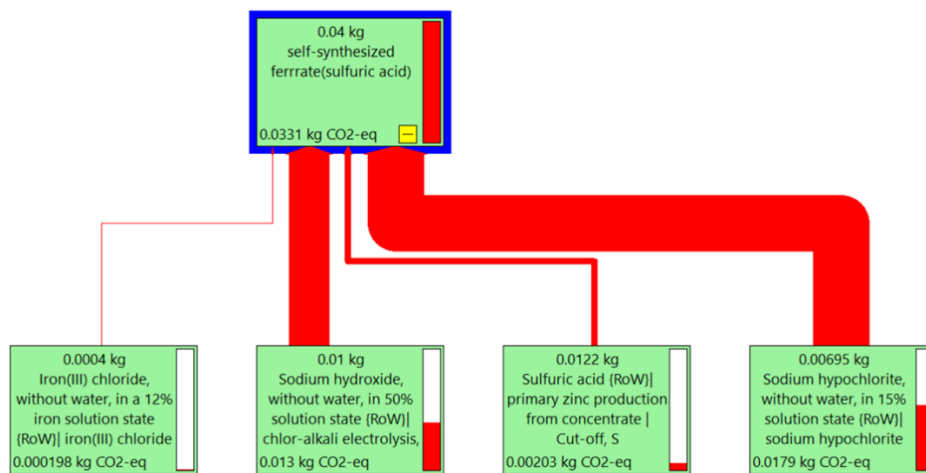 0.04 kg
self-synthesized
ferrrate(sulfuric acid)
0.0331 kg CO2-eq
0.0004 kg
Iron(III) chloride,
without water, in a 12%
iron solution state
{RoW}| iron(III) chloride
0.000198 kg CO2-eq
0.01 kg
Sodium hydroxide,
without water, in 50%
solution state {RoW}|
chlor-alkali electrolysis,
0.013 kg CO2-eq
0.0122 kg
Sulfuric acid {RoW}|
primary zinc production
from concentrate |
Cut-off, S
0.00203 kg CO2-eq
0.00695 kg
Sodium hypochlorite,
without water, in 15%
solution state {RoW}|
sodium hypochlorite
0.0179 kg CO2-eq